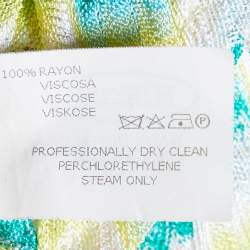 100% RAYON
VISCOSA
VISCOSE
VISKOSE
P
PROFESSIONALLY DRY CLEAN
PERCHLORETHYLENE
STEAM ONLY